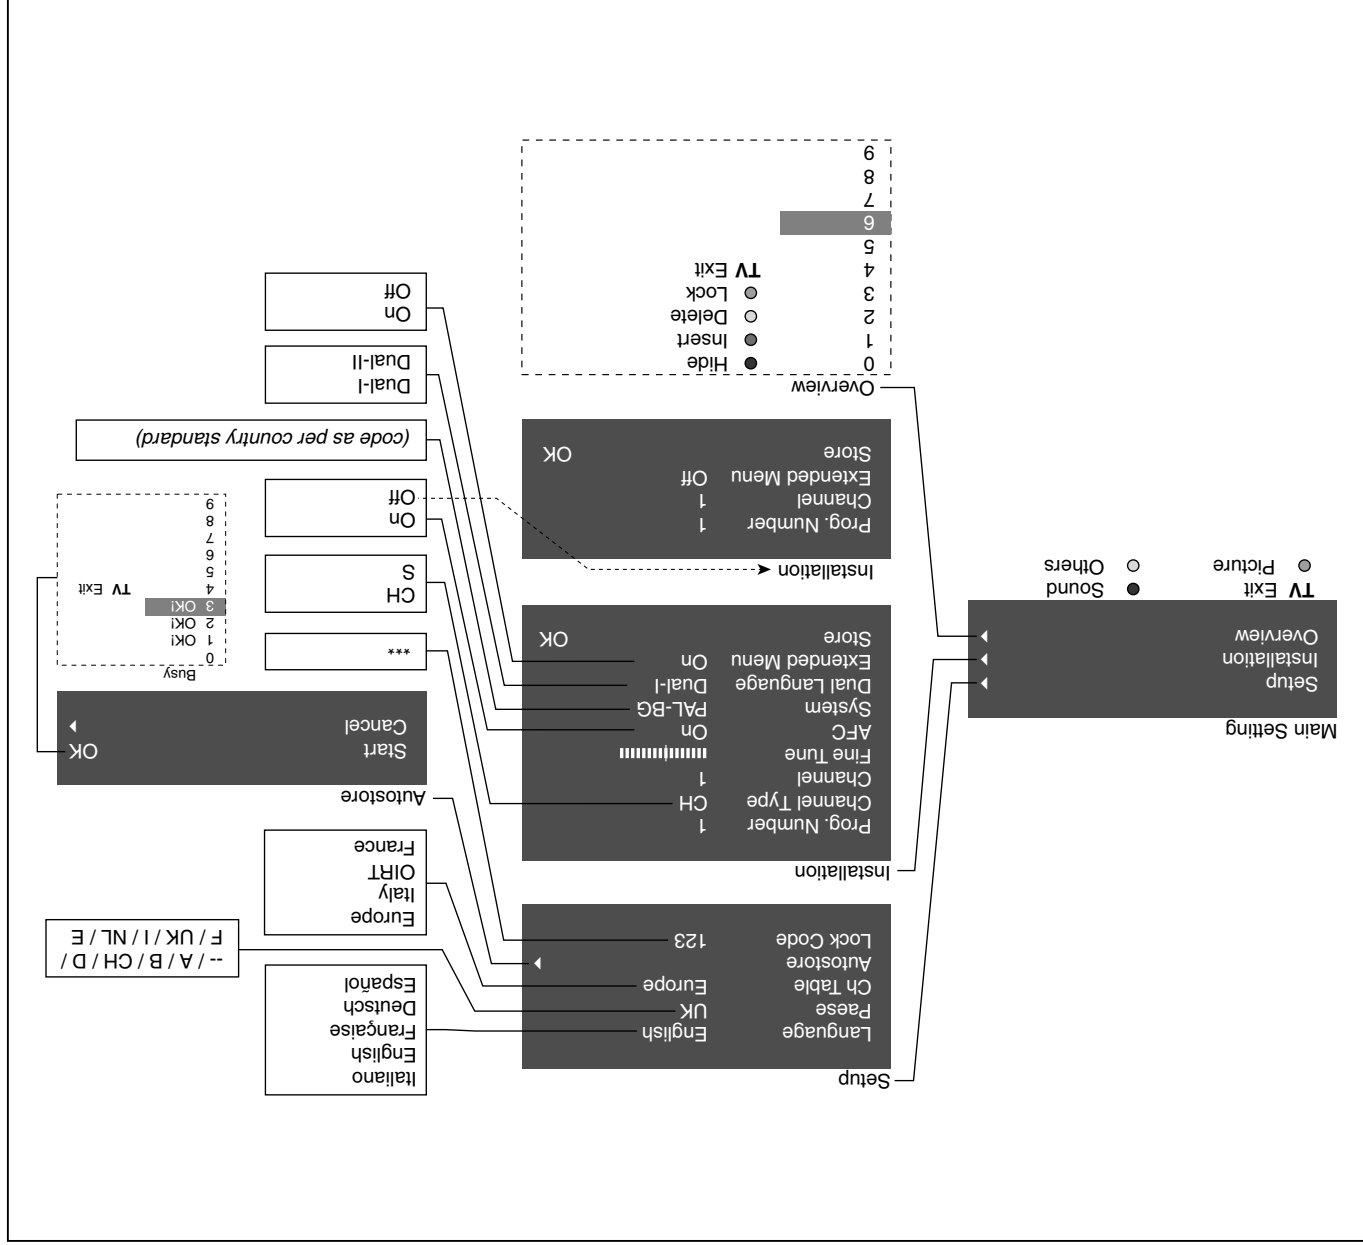 Main Setting
Setup
Installation
Overview
TV Exit
Sound
Picture
Others
Setup
Language English
Paese UK
Ch Table Europe
Autostore
Lock Code 123
Italiano
English
Française
Deutsch
Español
-- / A / B / CH / D /
F / UK / I / NL / E
Europe
Italy
OIRT
France
Autostore
Start OK
Cancel
Busy
0
1 OK!
2 OK!
3 OK!
4 TV Exit
5
6
7
8
9
***
Installation
Prog. Number 1
Channel Type CH
Channel 1
Fine Tune
AFC On
System PAL-BG
Dual Language Dual-I
Extended Menu On
Store OK
CH
S
On
Off
(code as per country standard)
Dual-I
Dual-II
On
Off
Installation
Prog. Number 1
Channel 1
Extended Menu Off
Store OK
Overview
0 Hide
1 Insert
2 Delete
3 Lock
4 TV Exit
5
6
7
8
9